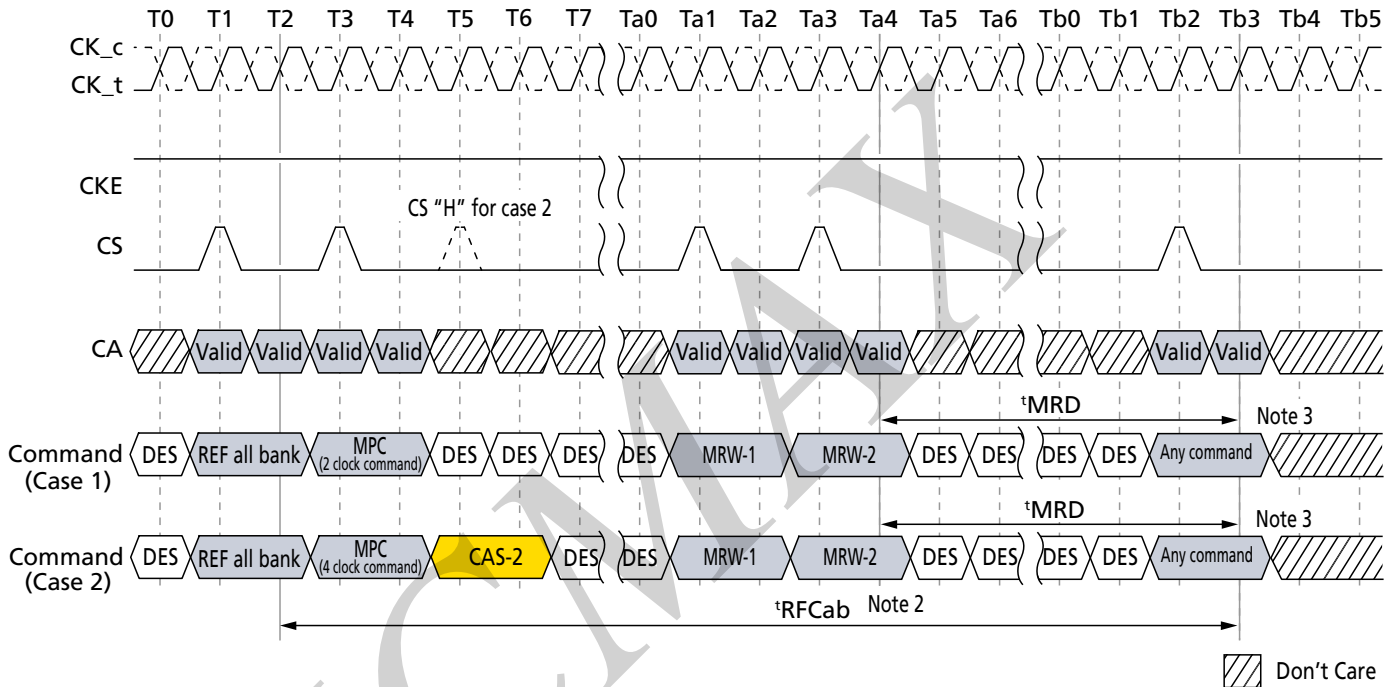 T0 T1 T2 T3 T4 T5 T6 T7 Ta0 Ta1 Ta2 Ta3 Ta4 Ta5 Ta6 Tb0 Tb1 Tb2 Tb3 Tb4 Tb5
CK_c
CK_t
CKE
CS "H" for case 2
CS
CA Valid Valid Valid Valid Valid Valid Valid Valid Valid Valid
tMRD Note 3
Command (Case 1) DES REF all bank MPC (2 clock command) DES DES DES DES MRW-1 MRW-2 DES DES DES DES Any command
tMRD Note 3
Command (Case 2) DES REF all bank MPC (4 clock command) CAS-2 DES DES MRW-1 MRW-2 DES DES DES DES Any command
tRFCab Note 2
Don't Care